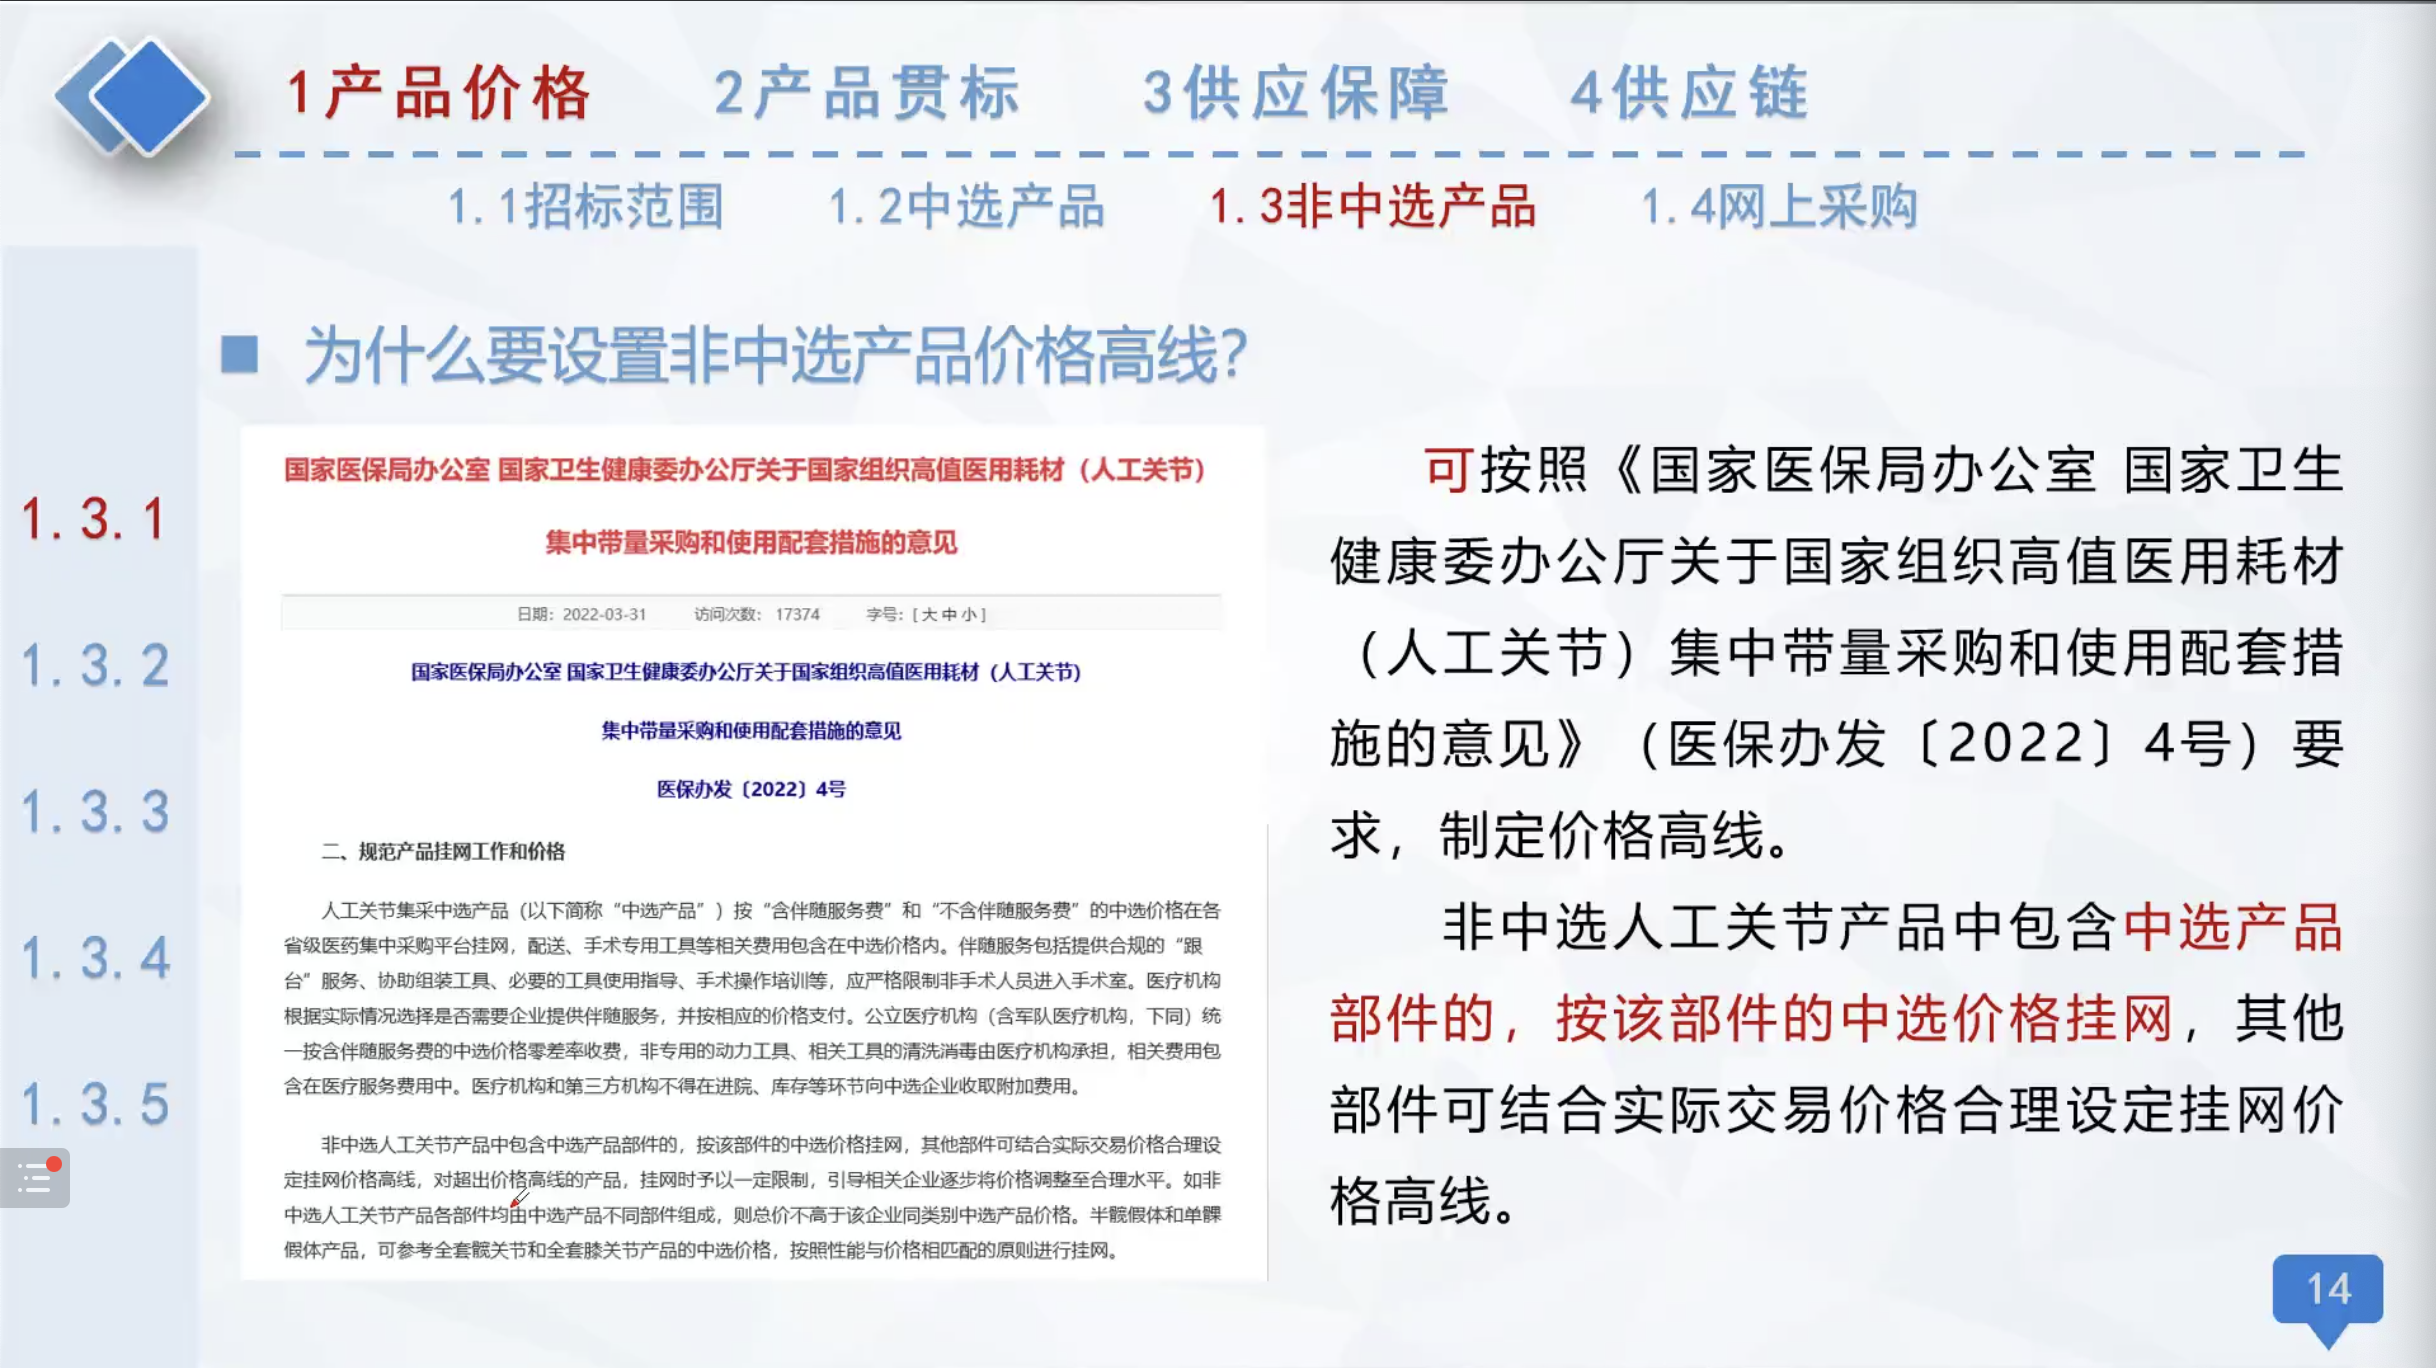 1产品价格 2产品贯标 3供应保障 4供应链
1.1招标范围 1.2中选产品 1.3非中选产品 1.4网上采购
为什么要设置非中选产品价格高线？
1.3.1
1.3.2
1.3.3
1.3.4
1.3.5
国家医保局办公室 国家卫生健康委办公厅关于国家组织高值医用耗材（人工关节）
集中带量采购和使用配套措施的意见
日期：2022-03-31 访问次数： 17374 字号：[ 大 中 小 ]
国家医保局办公室 国家卫生健康委办公厅关于国家组织高值医用耗材（人工关节）
集中带量采购和使用配套措施的意见
医保办发〔2022〕4号
二、规范产品挂网工作和价格
人工关节集采中选产品（以下简称“中选产品”）按“含伴随服务费”和“不含伴随服务费”的中选价格在各
省级医药集中采购平台挂网，配送、手术专用工具等相关费用包含在中选价格内。伴随服务包括提供合规的“跟
台”服务、协助组装工具、必要的工具使用指导、手术操作培训等，应严格限制非手术人员进入手术室。医疗机构
根据实际情况选择是否需要企业提供伴随服务，并按相应的价格支付。公立医疗机构（含军队医疗机构，下同）统
一按含伴随服务费的中选价格零差率收费，非专用的动力工具、相关工具的清洗消毒由医疗机构承担，相关费用包
含在医疗服务费用中。医疗机构和第三方机构不得在进院、库存等环节向中选企业收取附加费用。
非中选人工关节产品中包含中选产品部件的，按该部件的中选价格挂网，其他部件可结合实际交易价格合理设
定挂网价格高线，对超出价格高线的产品，挂网时予以一定限制，引导相关企业逐步将价格调整至合理水平。如非
中选人工关节产品各部件均由中选产品不同部件组成，则总价不高于该企业同类别中选产品价格。半髋假体和单髁
假体产品，可参考全套髋关节和全套膝关节产品的中选价格，按照性能与价格相匹配的原则进行挂网。
可按照《国家医保局办公室 国家卫生
健康委办公厅关于国家组织高值医用耗材
（人工关节）集中带量采购和使用配套措
施的意见》（医保办发〔2022〕4号）要
求，制定价格高线。
非中选人工关节产品中包含中选产品
部件的，按该部件的中选价格挂网，其他
部件可结合实际交易价格合理设定挂网价
格高线。
14